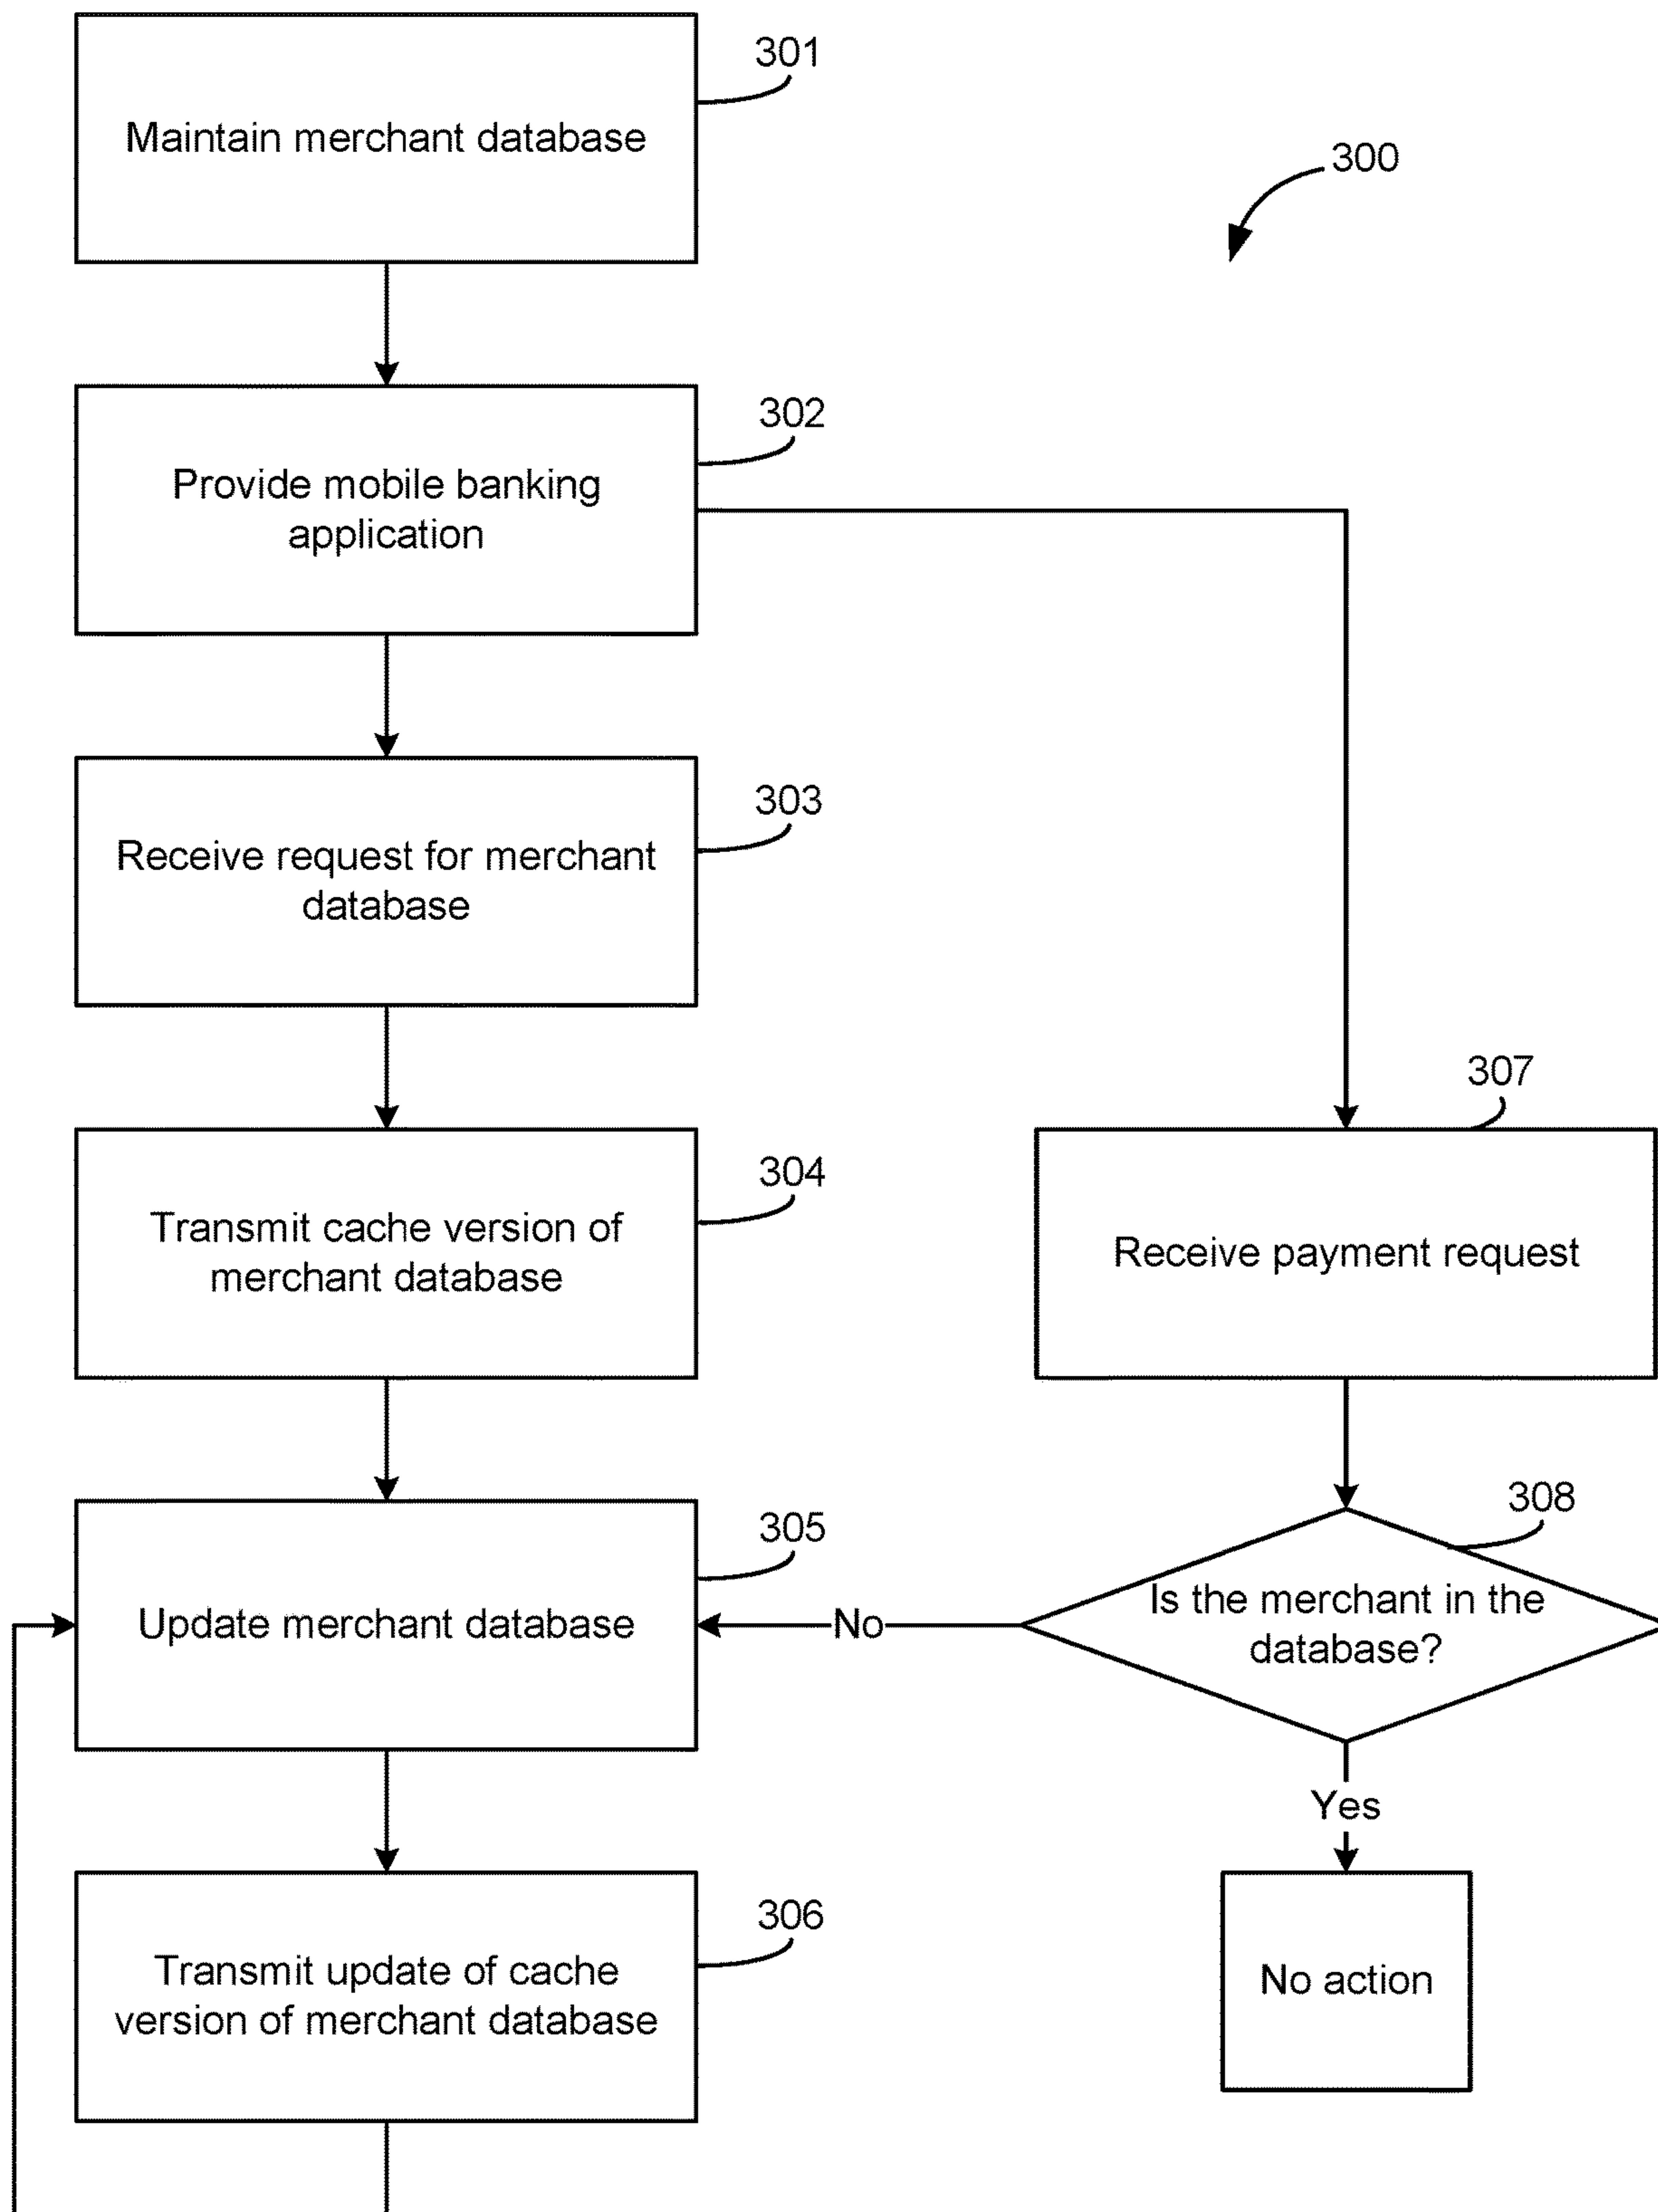 301
Maintain merchant database
300
302
Provide mobile banking
application
303
Receive request for merchant
database
307
304
Transmit cache version of
merchant database
Receive payment request
308
305
Is the merchant in the
database?
Update merchant database
No
Yes
306
Transmit update of cache
version of merchant database
No action